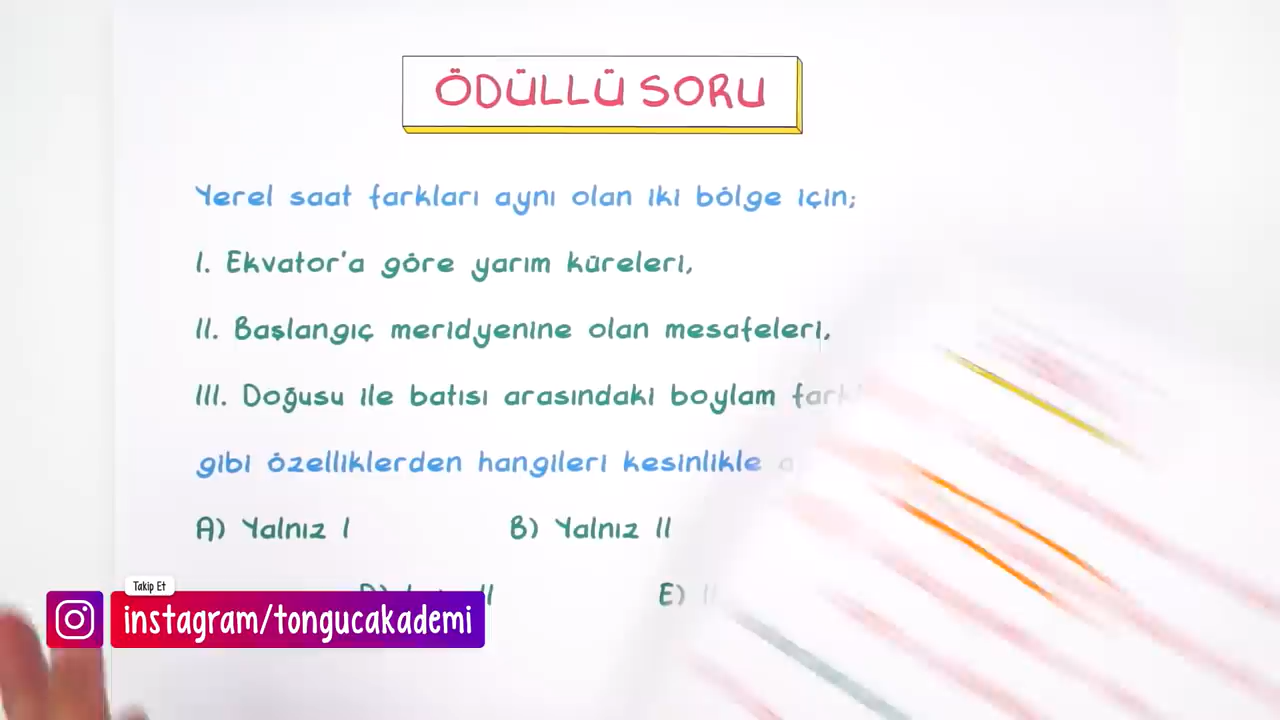 ÖDÜLLÜ SORU
Yerel saat farkları aynı olan iki bölge için;
I. Ekvator'a göre yarım küreleri,
II. Başlangıç meridyenine olan mesafeleri,
III. Doğusu ile batısı arasındaki boylam
gibi özelliklerden hangileri kesinlikle
A) Yalnız I B) Yalnız II
E)
Takip Et
instagram/tongucakademi